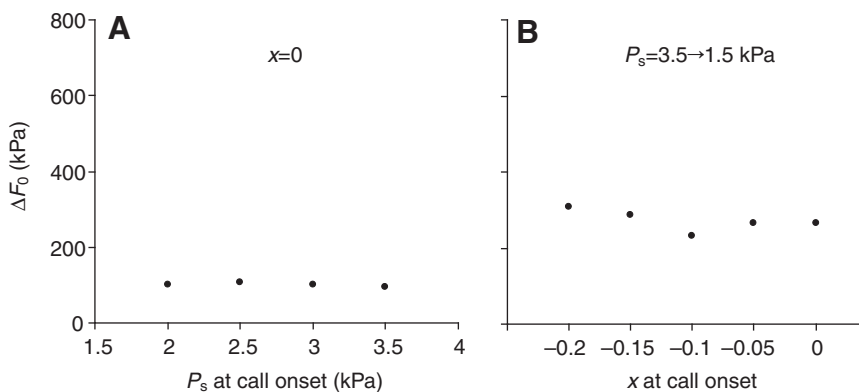 A
x=0
800
600
400
200
0
ΔF₀ (kPa)
1.5 2 2.5 3 3.5 4
Pₛ at call onset (kPa)
B
Pₛ=3.5→1.5 kPa
–0.2 –0.15 –0.1 –0.05 0
x at call onset